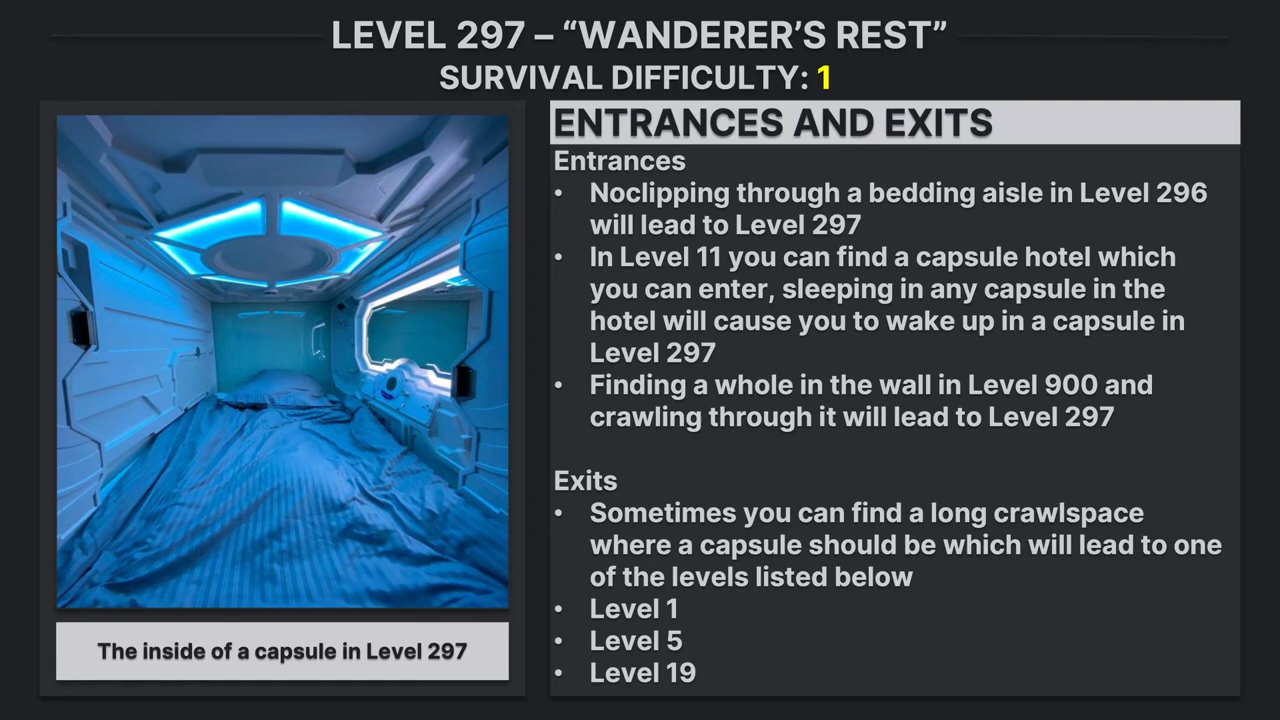 LEVEL 297 – “WANDERER’S REST”
SURVIVAL DIFFICULTY: 1
The inside of a capsule in Level 297
ENTRANCES AND EXITS
Entrances
• Noclipping through a bedding aisle in Level 296
will lead to Level 297
• In Level 11 you can find a capsule hotel which
you can enter, sleeping in any capsule in the
hotel will cause you to wake up in a capsule in
Level 297
• Finding a whole in the wall in Level 900 and
crawling through it will lead to Level 297
Exits
• Sometimes you can find a long crawlspace
where a capsule should be which will lead to one
of the levels listed below
• Level 1
• Level 5
• Level 19